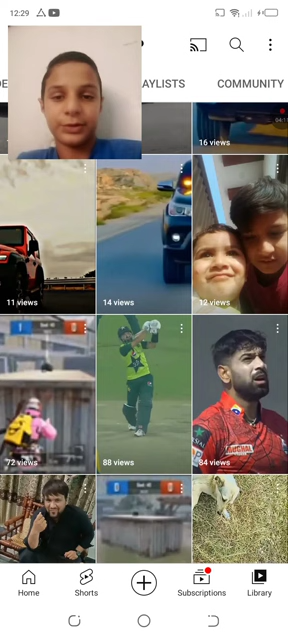 12:29
AYLISTS
COMMUNITY
16 views
11 views
14 views
12 views
72 views
88 views
84 views
Home
Shorts
Subscriptions
Library